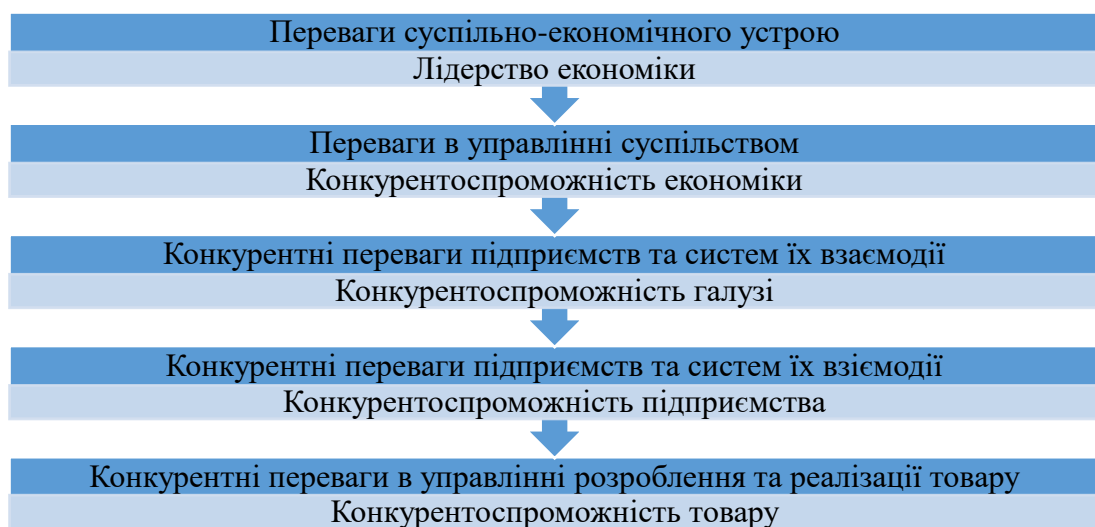 Переваги суспільно-економічного устрою
Лідерство економіки
Переваги в управлінні суспільством
Конкурентоспроможність економіки
Конкурентні переваги підприємств та систем їх взаємодії
Конкурентоспроможність галузі
Конкурентні переваги підприємств та систем їх взіємодії
Конкурентоспроможність підприємства
Конкурентні переваги в управлінні розроблення та реалізації товару
Конкурентоспроможність товару